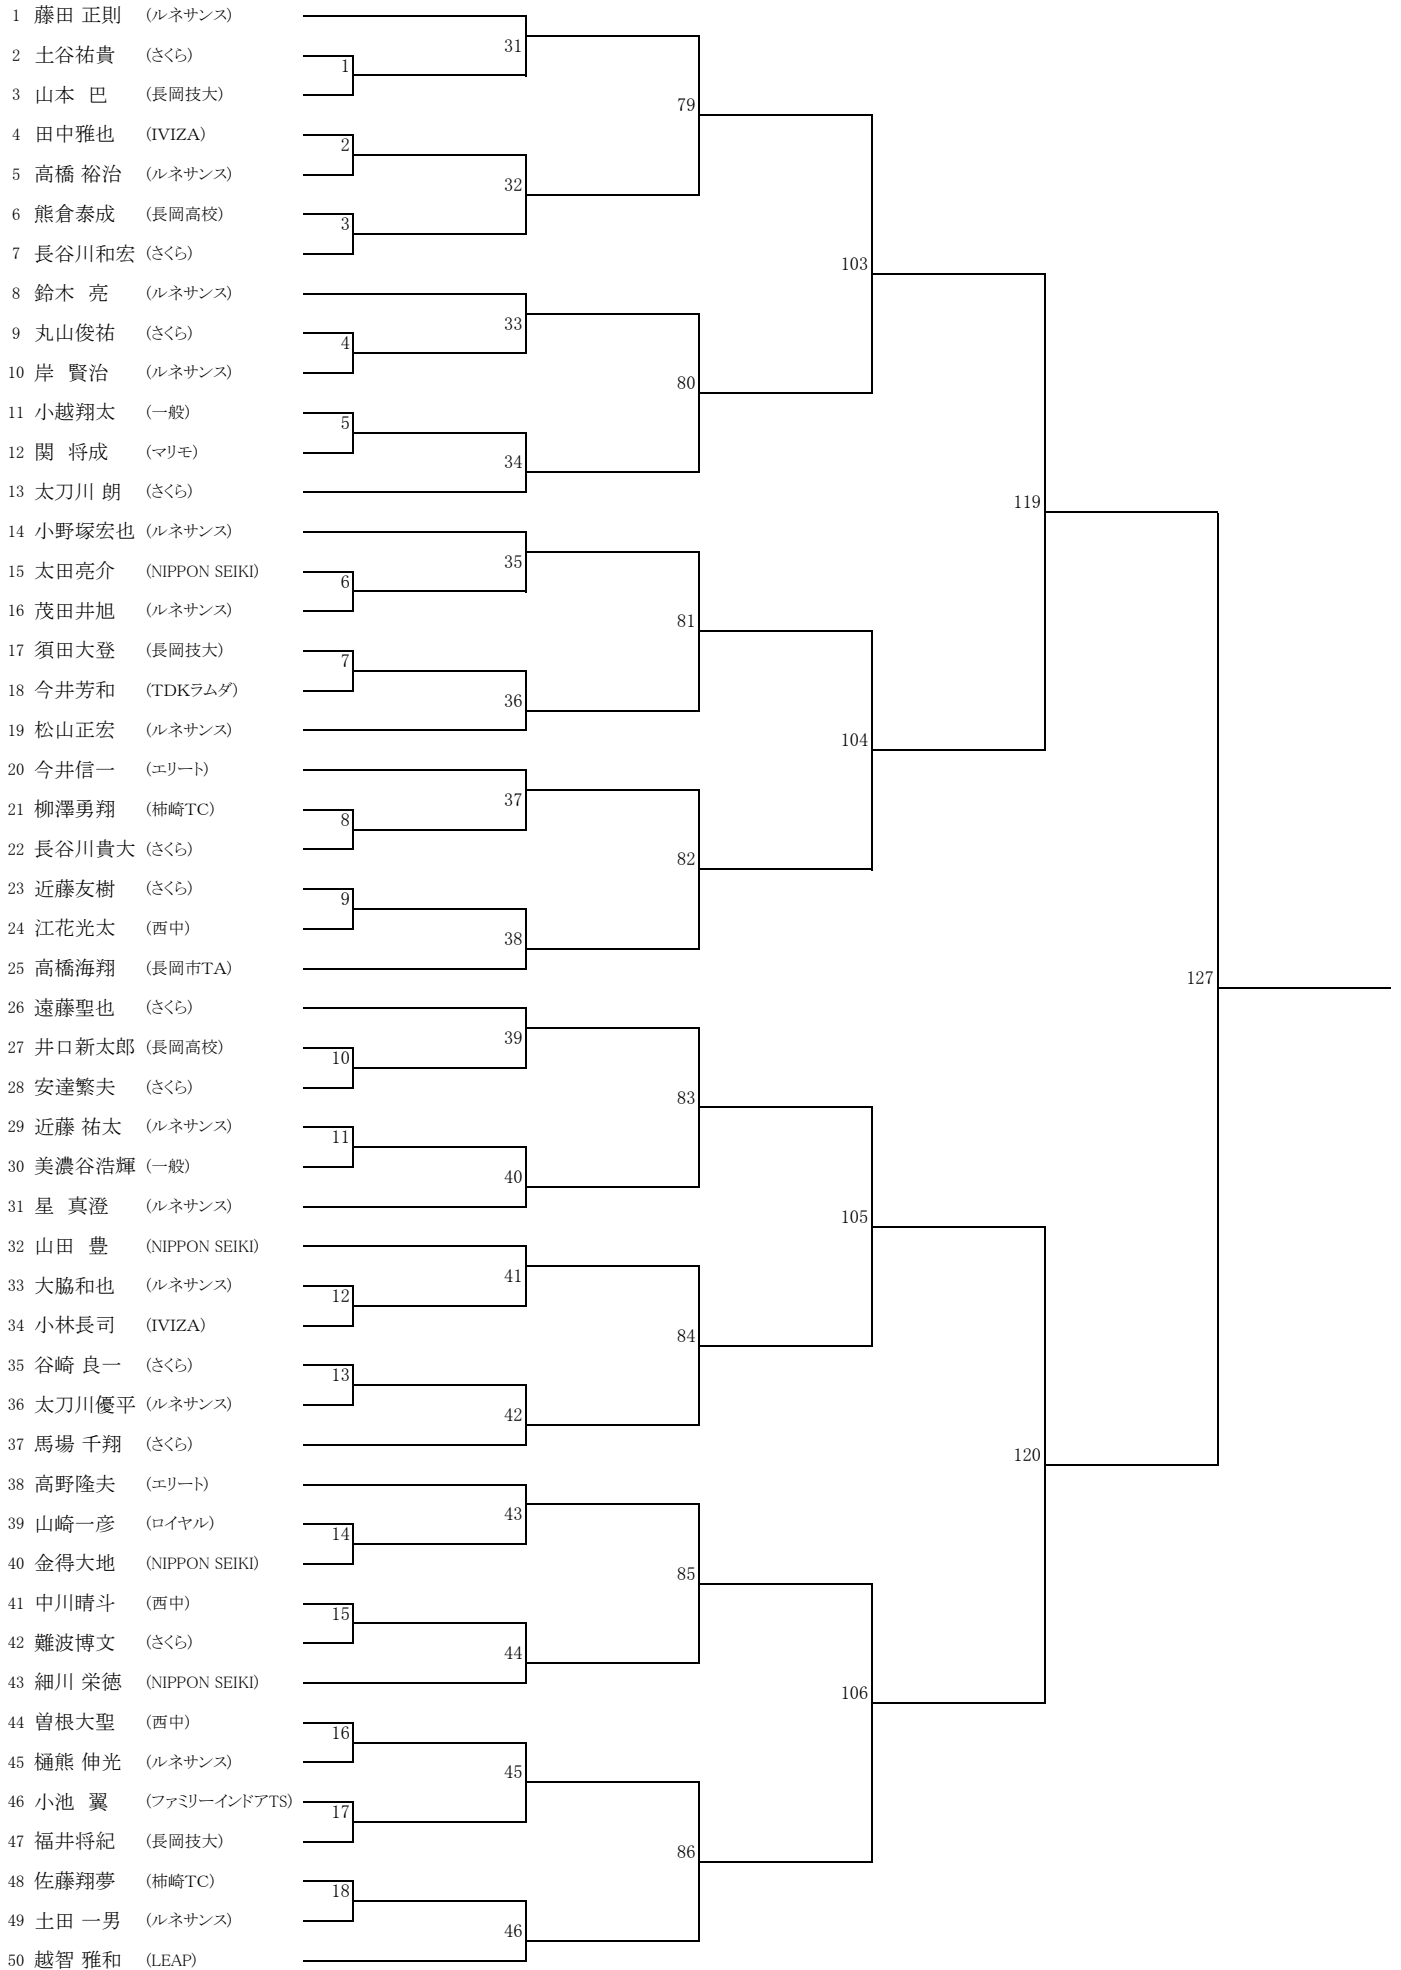 1 藤田 正則 (ルネサンス)
31
2 土谷祐貴 (さくら)
1
3 山本 巴 (長岡技大)
79
4 田中雅也 (IVIZA)
2
5 高橋 裕治 (ルネサンス)
32
6 熊倉泰成 (長岡高校)
3
7 長谷川和宏 (さくら)
103
8 鈴木 亮 (ルネサンス)
33
9 丸山俊祐 (さくら)
4
10 岸 賢治 (ルネサンス)
80
11 小越翔太 (一般)
5
12 関 将成 (マリモ)
34
13 太刀川 朗 (さくら)
119
14 小野塚宏也 (ルネサンス)
35
15 太田亮介 (NIPPON SEIKI)
6
16 茂田井旭 (ルネサンス)
81
17 須田大登 (長岡技大)
7
18 今井芳和 (TDKラムダ)
36
19 松山正宏 (ルネサンス)
104
20 今井信一 (エリート)
37
21 柳澤勇翔 (柿崎TC)
8
22 長谷川貴大 (さくら)
82
23 近藤友樹 (さくら)
9
24 江花光太 (西中)
38
25 高橋海翔 (長岡市TA)
127
26 遠藤聖也 (さくら)
39
27 井口新太郎 (長岡高校)
10
28 安達繁夫 (さくら)
83
29 近藤 祐太 (ルネサンス)
11
30 美濃谷浩輝 (一般)
40
31 星 真澄 (ルネサンス)
105
32 山田 豊 (NIPPON SEIKI)
41
33 大脇和也 (ルネサンス)
12
34 小林長司 (IVIZA)
84
35 谷崎 良一 (さくら)
13
36 太刀川優平 (ルネサンス)
42
37 馬場 千翔 (さくら)
120
38 高野隆夫 (エリート)
43
39 山崎一彦 (ロイヤル)
14
40 金得大地 (NIPPON SEIKI)
85
41 中川晴斗 (西中)
15
42 難波博文 (さくら)
44
43 細川 栄徳 (NIPPON SEIKI)
106
44 曽根大聖 (西中)
16
45 樋熊 伸光 (ルネサンス)
45
46 小池 翼 (ファミリーインドアTS)
17
47 福井将紀 (長岡技大)
86
48 佐藤翔夢 (柿崎TC)
18
49 土田 一男 (ルネサンス)
46
50 越智 雅和 (LEAP)